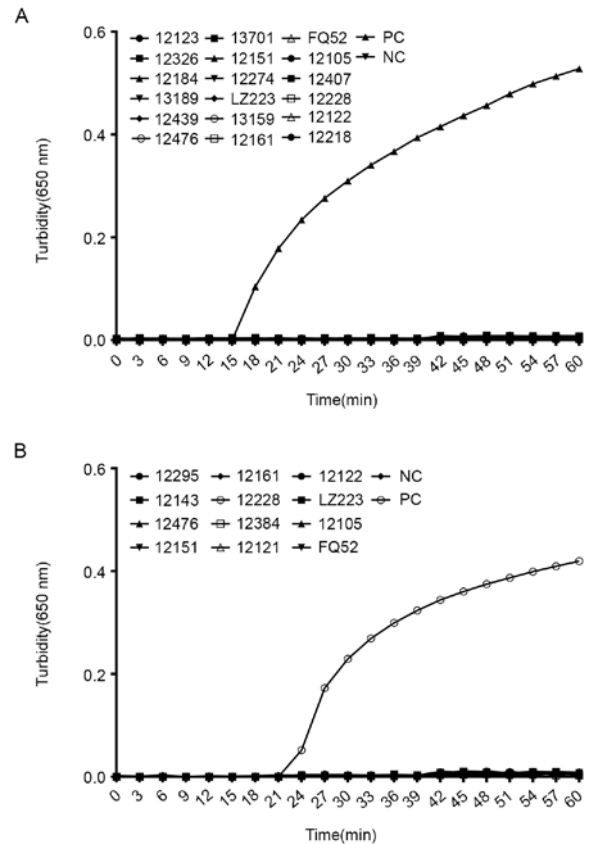 A
0.6
12123 13701 FQ52 PC
12326 12151 12105 NC
12184 12274 12407
13189 LZ223 12228
12439 13159 12122
12476 12161 12218
0.4
0.2
0.0
Turbidity(650 nm)
0 3 6 9 12 15 18 21 24 27 30 33 36 39 42 45 48 51 54 57 60
Time(min)
B
0.6
12295 12161 12122 NC
12143 12228 LZ223 PC
12476 12384 12105
12151 12121 FQ52
0.4
0.2
0.0
Turbidity(650 nm)
0 3 6 9 12 15 18 21 24 27 30 33 36 39 42 45 48 51 54 57 60
Time(min)